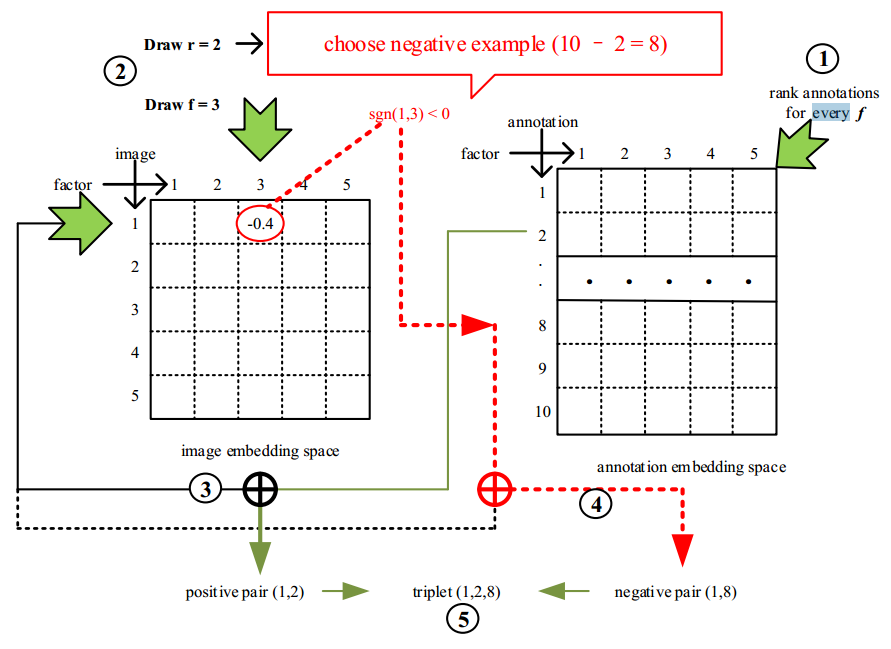 Draw r = 2
choose negative example (10 - 2 = 8)
2
1
Draw f = 3
rank annotations
for every f
sgn(1,3) < 0
annotation
image
factor
1 2 3 4 5
factor
1 2 3 4 5
1
-0.4
2
3
4
5
1
2
.
.
. . . . .
8
9
10
image embedding space
annotation embedding space
3
4
positive pair (1,2)
triplet (1,2,8)
negative pair (1,8)
5